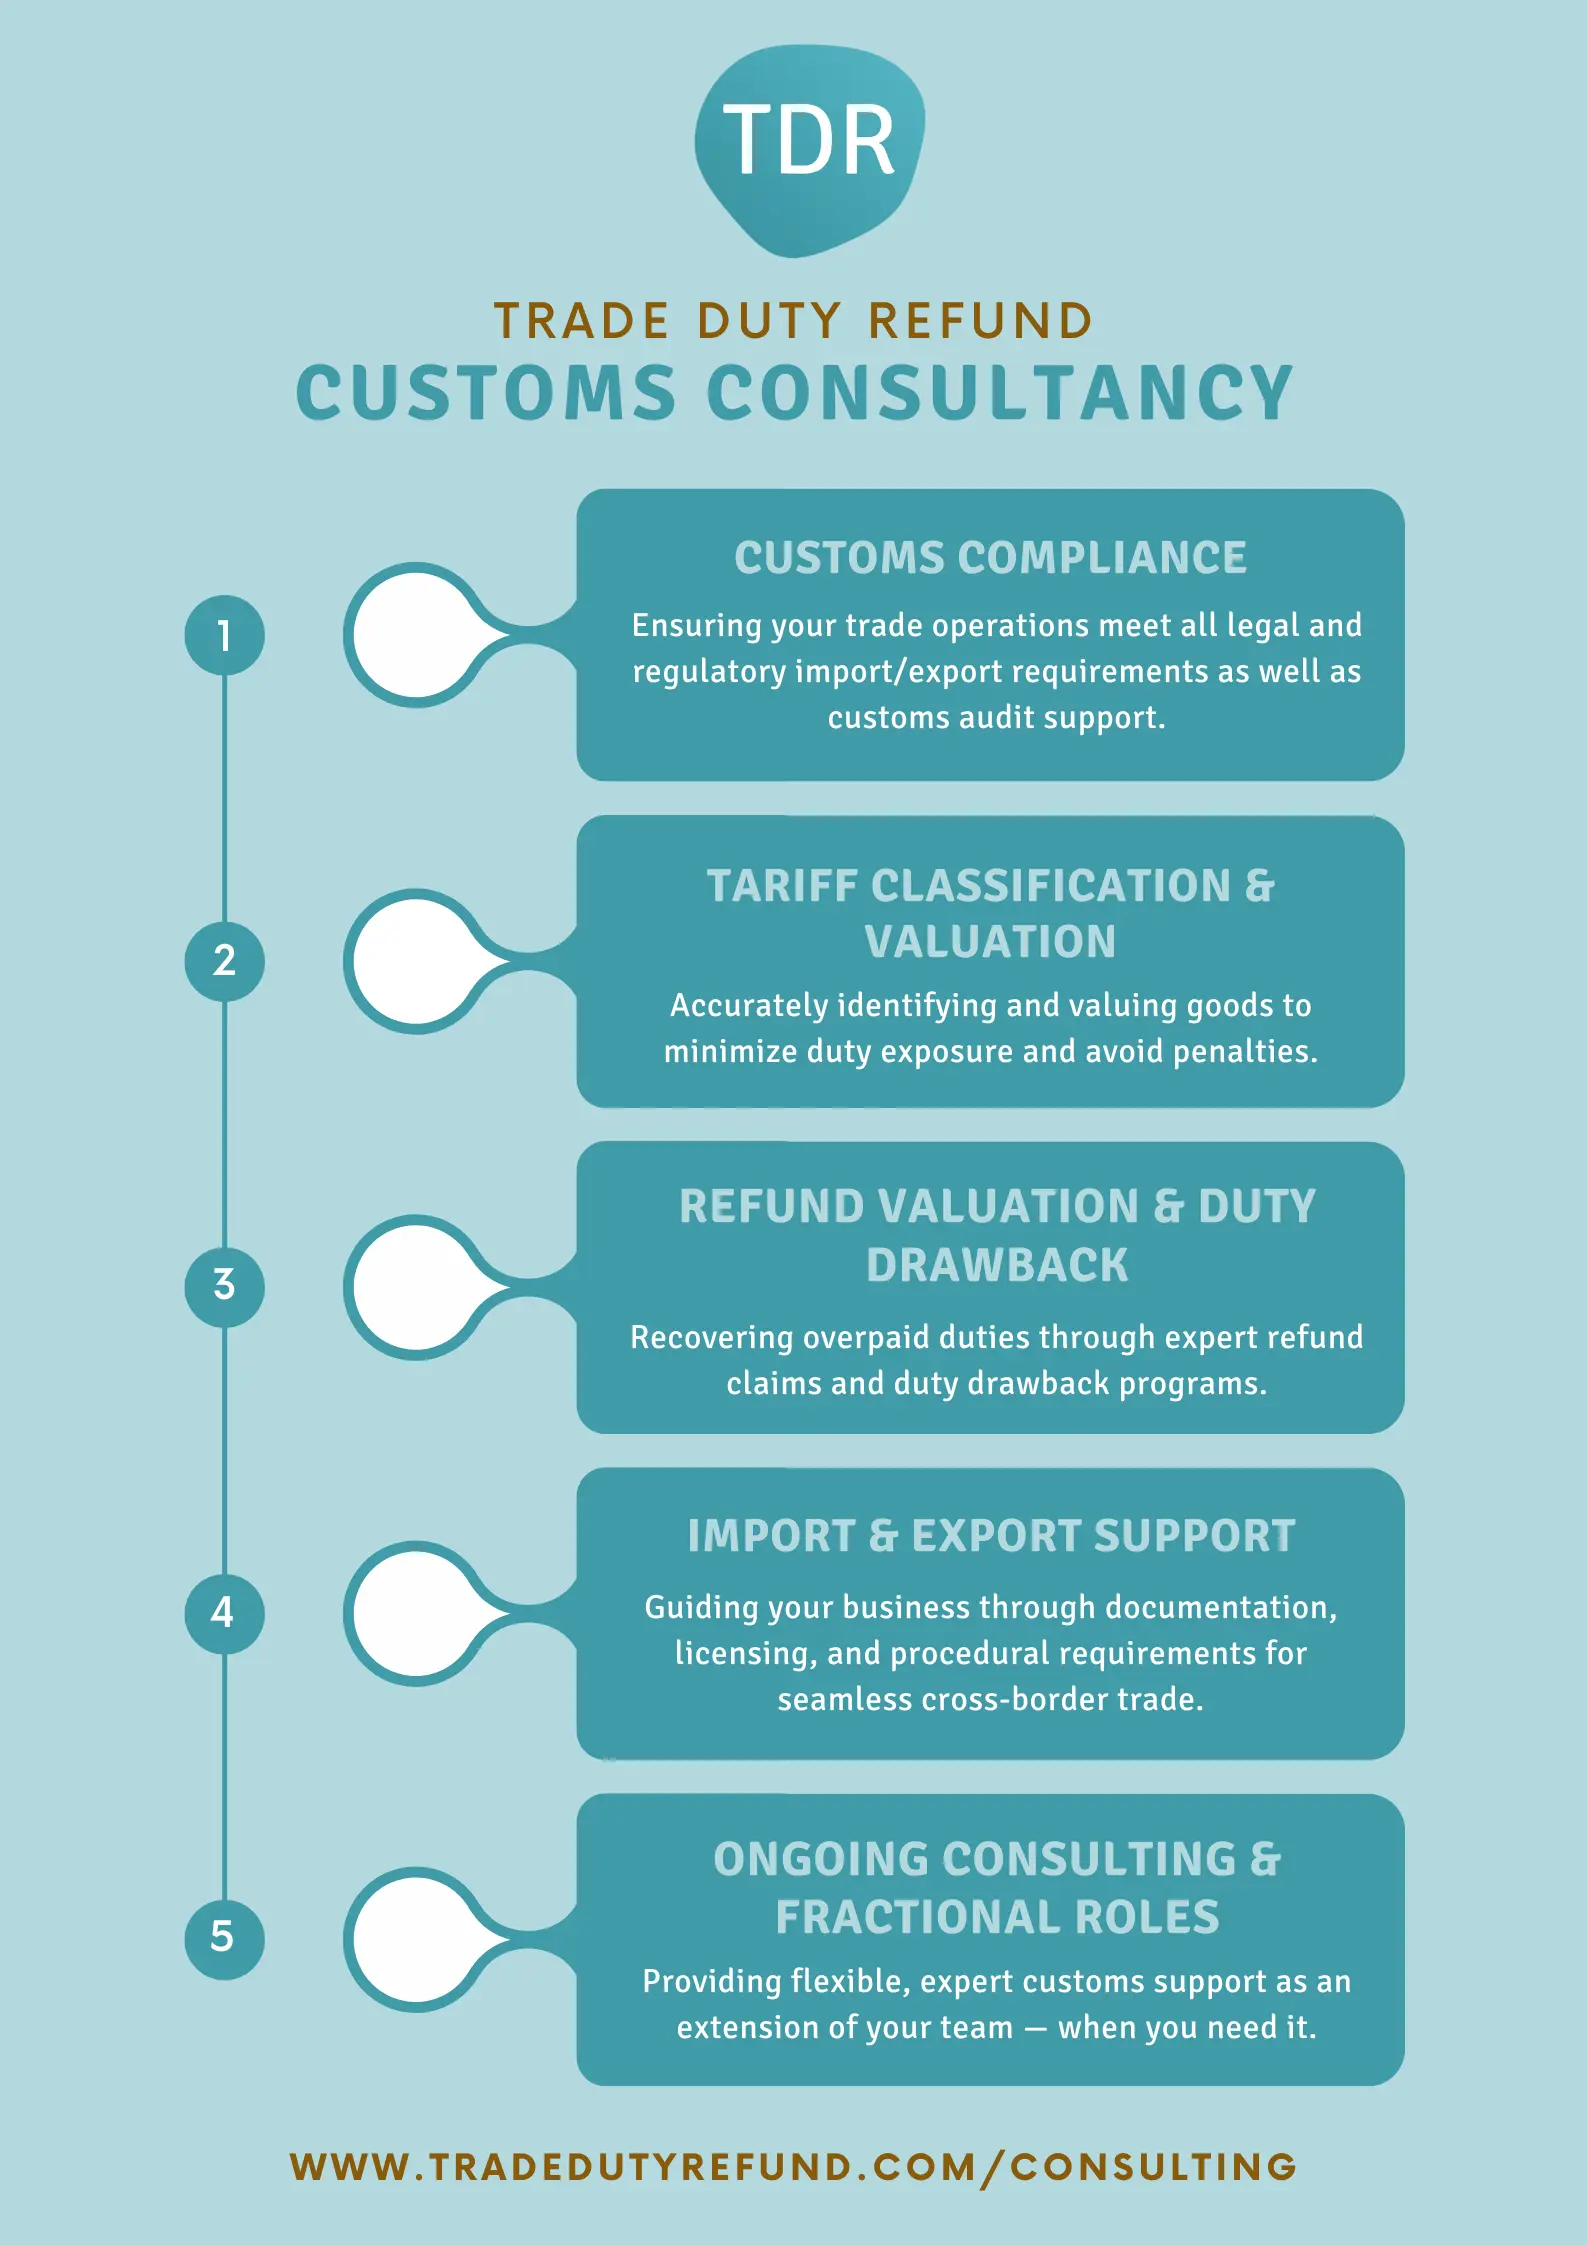 TDR
TRADE DUTY REFUND
CUSTOMS CONSULTANCY
1
CUSTOMS COMPLIANCE
Ensuring your trade operations meet all legal and
regulatory import/export requirements as well as
customs audit support.
2
TARIFF CLASSIFICATION &
VALUATION
Accurately identifying and valuing goods to
minimize duty exposure and avoid penalties.
3
REFUND VALUATION & DUTY
DRAWBACK
Recovering overpaid duties through expert refund
claims and duty drawback programs.
4
IMPORT & EXPORT SUPPORT
Guiding your business through documentation,
licensing, and procedural requirements for
seamless cross-border trade.
5
ONGOING CONSULTING &
FRACTIONAL ROLES
Providing flexible, expert customs support as an
extension of your team — when you need it.
WWW.TRADEDUTYREFUND.COM/CONSULTING